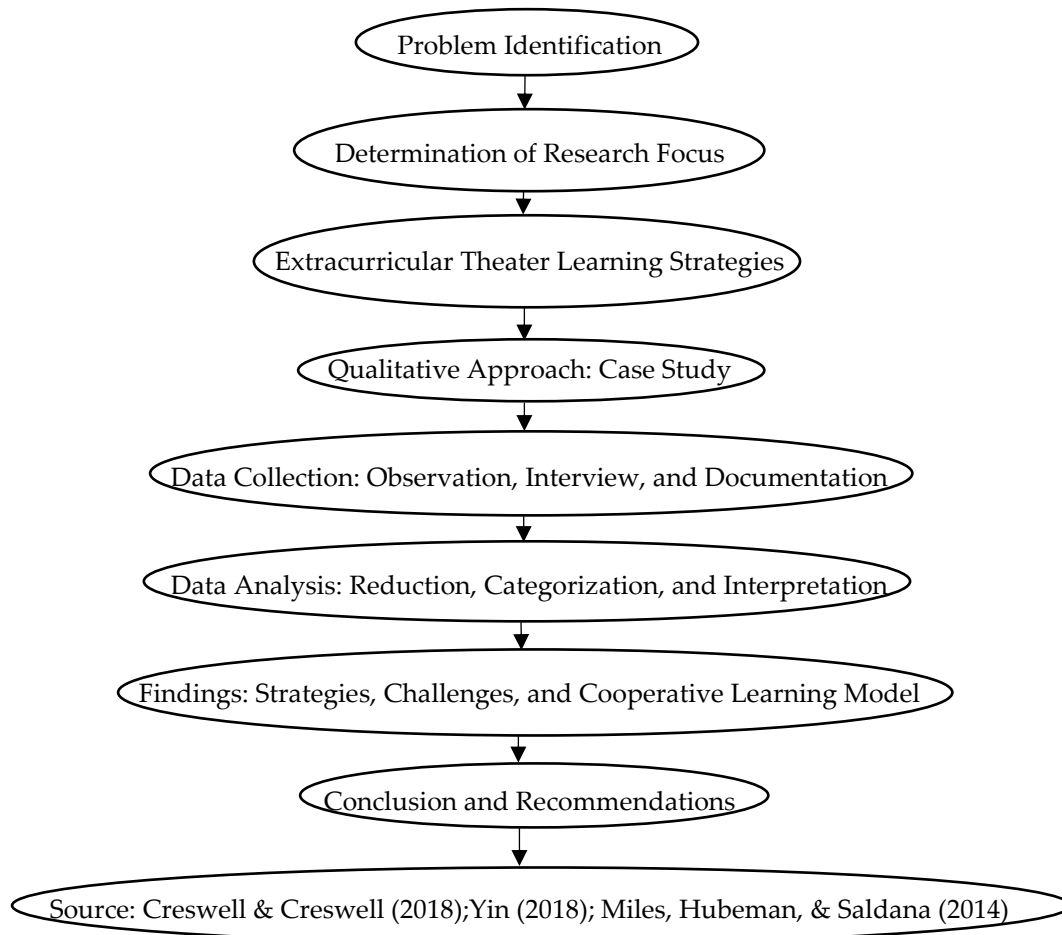 Problem Identification
Determination of Research Focus
Extracurricular Theater Learning Strategies
Qualitative Approach: Case Study
Data Collection: Observation, Interview, and Documentation
Data Analysis: Reduction, Categorization, and Interpretation
Findings: Strategies, Challenges, and Cooperative Learning Model
Conclusion and Recommendations
Source: Creswell & Creswell (2018);Yin (2018); Miles, Hubeman, & Saldana (2014)